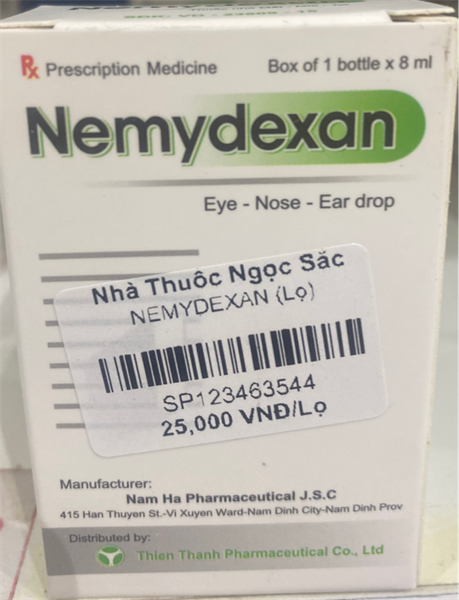 Rx Prescription Medicine
Box of 1 bottle x 8 ml
Nemydexan
Eye - Nose - Ear drop
Nhà Thuốc Ngọc Sắc
NEMYDEXAN (Lọ)
SP123463544
25,000 VNĐ/Lọ
Manufacturer:
Nam Ha Pharmaceutical J.S.C
415 Han Thuyen St.-Vi Xuyen Ward-Nam Dinh City-Nam Dinh Prov
Distributed by:
Thien Thanh Pharmaceutical Co., Ltd